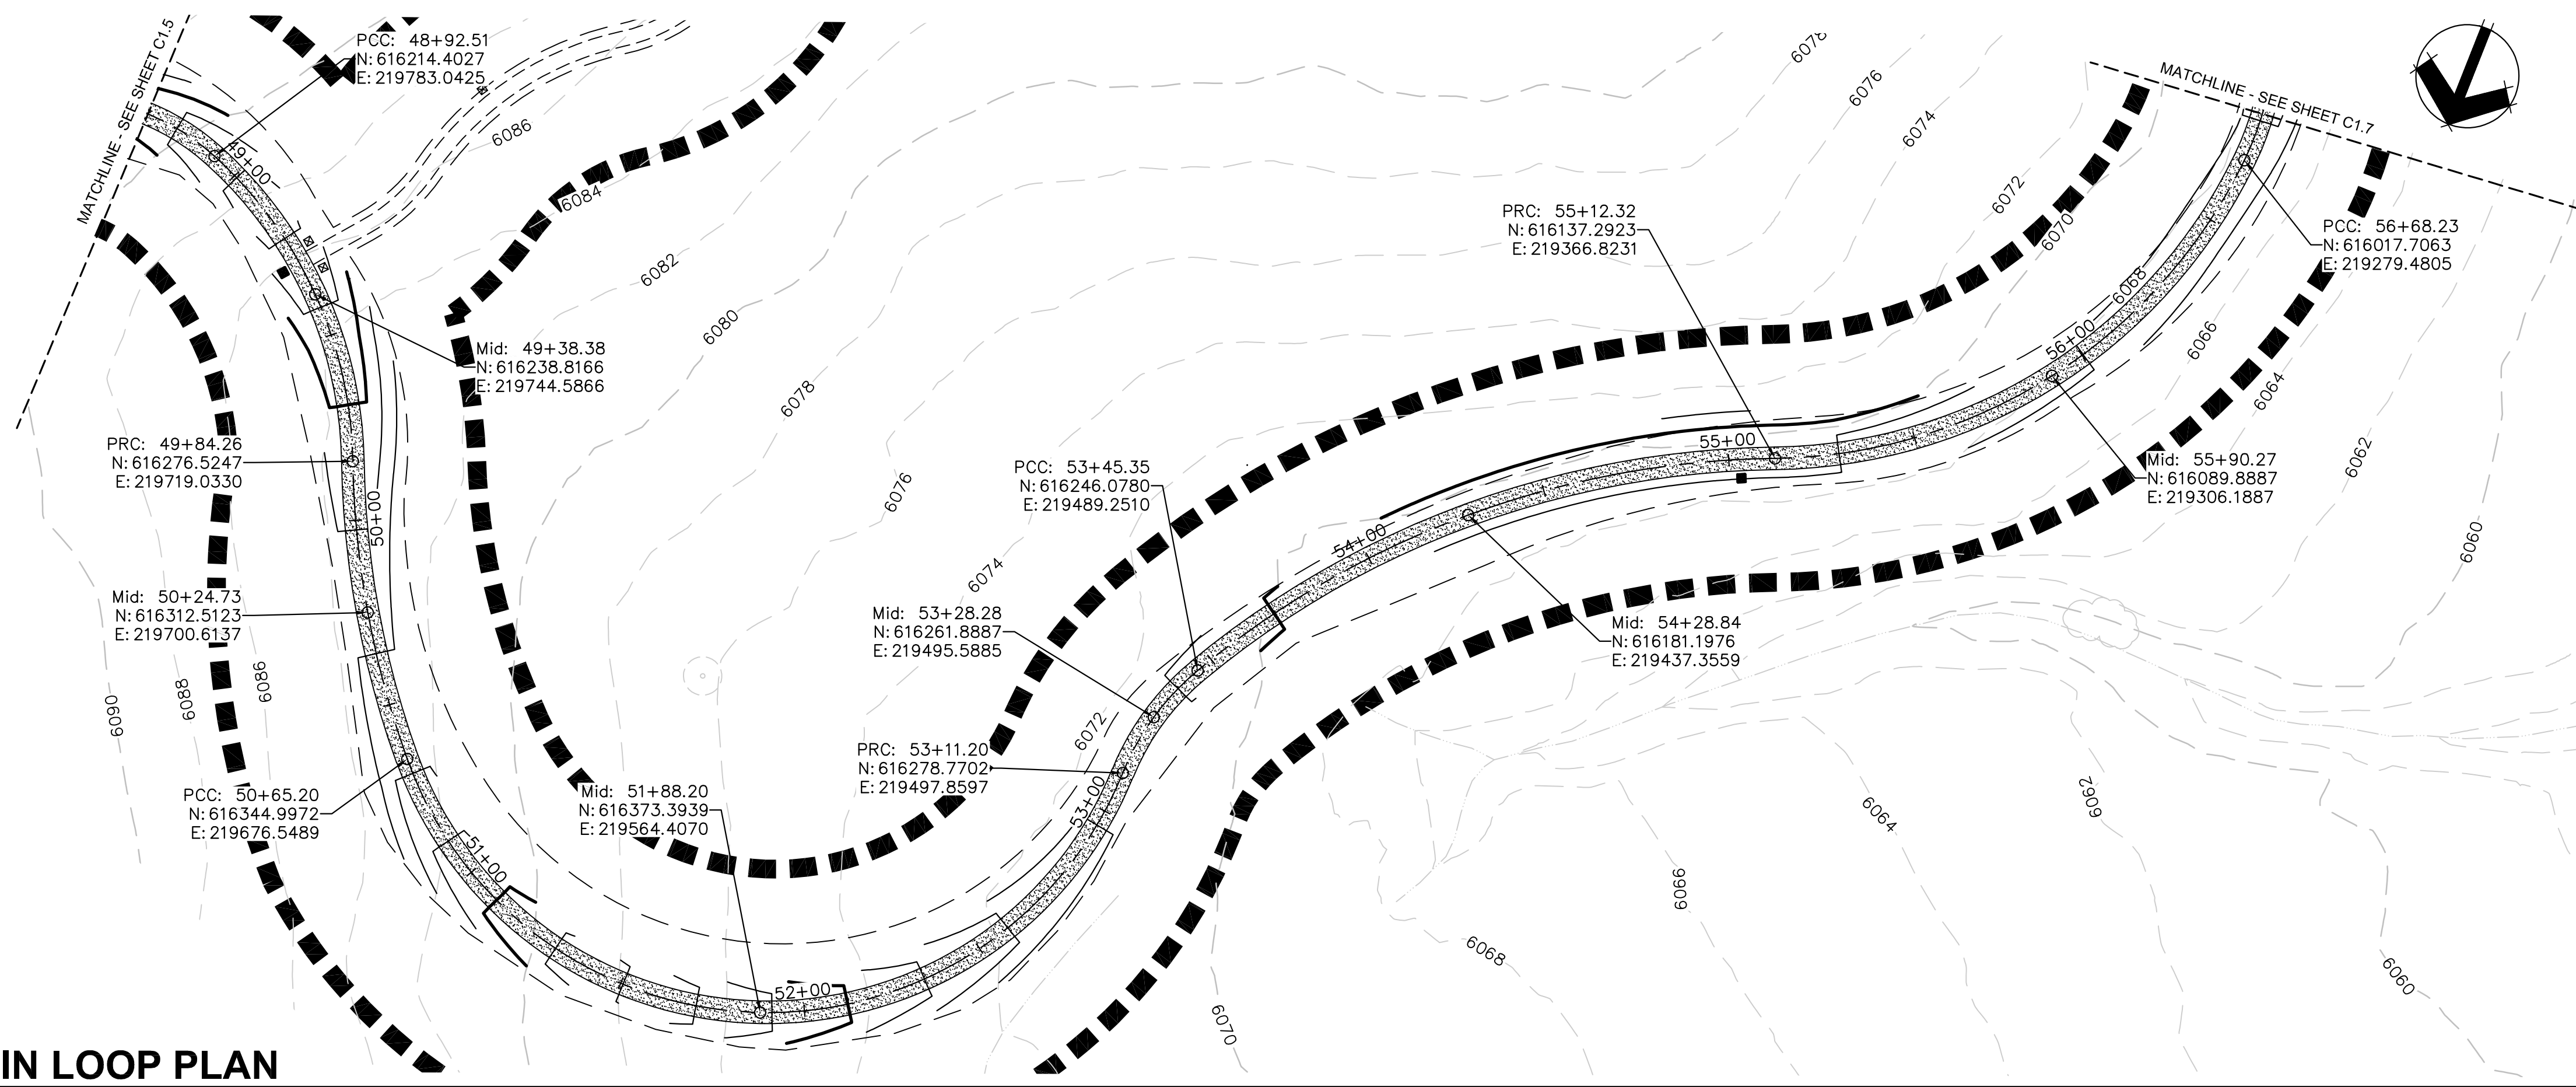 MATCHLINE - SEE SHEET C1.5
PCC: 48+92.51
N: 616214.4027
E: 219783.0425
49+00
6086
6084
6082
6080
6078
6076
6074
6072
Mid: 49+38.38
N: 616238.8166
E: 219744.5866
PRC: 49+84.26
N: 616276.5247
E: 219719.0330
50+00
Mid: 50+24.73
N: 616312.5123
E: 219700.6137
6090
6088
6086
PCC: 50+65.20
N: 616344.9972
E: 219676.5489
51+00
Mid: 51+88.20
N: 616373.3939
E: 219564.4070
52+00
PRC: 53+11.20
N: 616278.7702
E: 219497.8597
53+00
Mid: 53+28.28
N: 616261.8887
E: 219495.5885
PCC: 53+45.35
N: 616246.0780
E: 219489.2510
54+00
Mid: 54+28.84
N: 616181.1976
E: 219437.3559
PRC: 55+12.32
N: 616137.2923
E: 219366.8231
55+00
Mid: 55+90.27
N: 616089.8887
E: 219306.1887
56+00
PCC: 56+68.23
N: 616017.7063
E: 219279.4805
MATCHLINE - SEE SHEET C1.7
6078
6076
6074
6072
6070
6068
6066
6064
6062
6060
6062
6064
6066
6068
6070
6060
IN LOOP PLAN